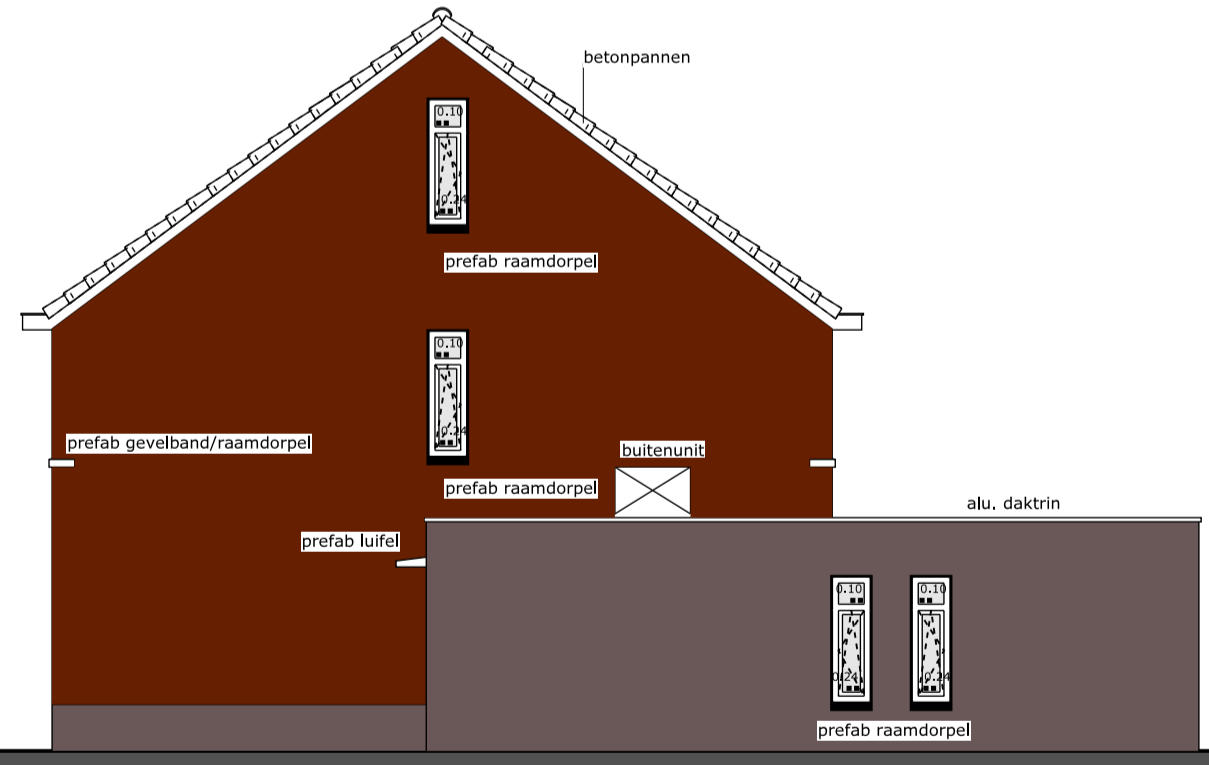 betonpannen
0.10
0.24
prefab raamdorpel
0.10
0.24
prefab gevelband/raamdorpel
buitenunit
prefab raamdorpel
alu. daktrin
prefab luifel
0.10
0.10
0.24
0.24
prefab raamdorpel